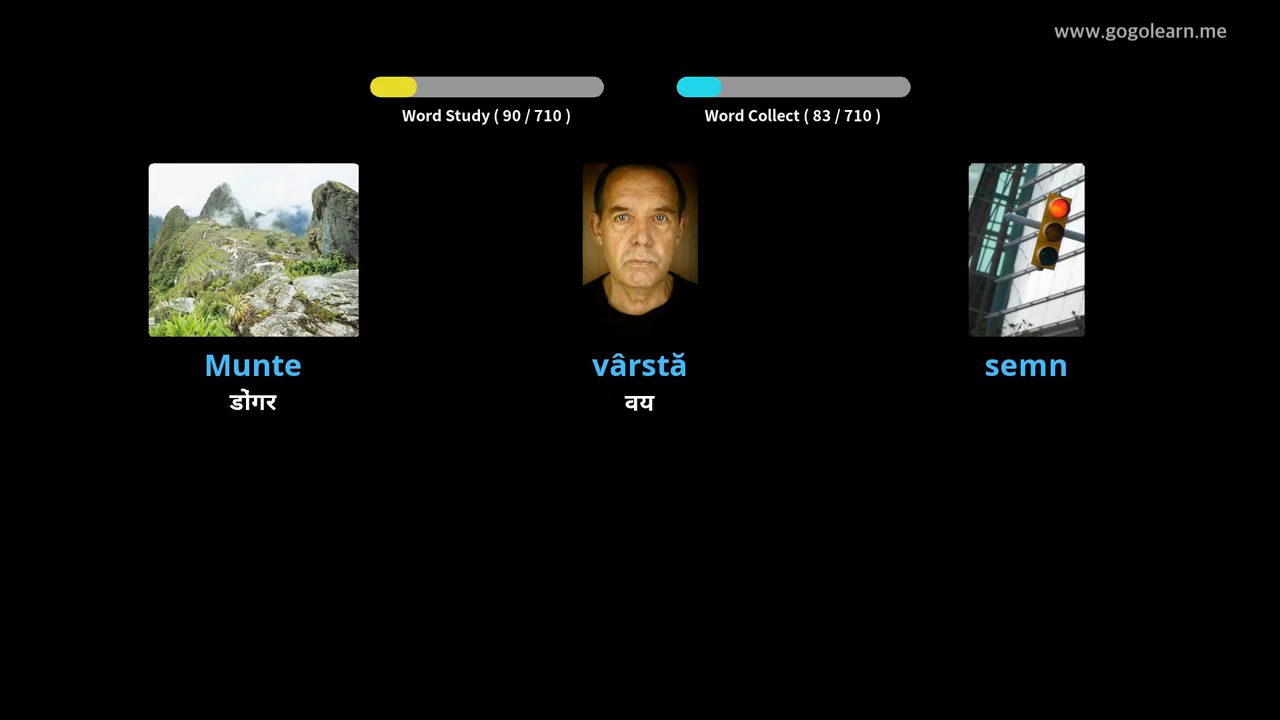 www.gogolearn.me
Word Study ( 90 / 710 )
Word Collect ( 83 / 710 )
Munte
vârstă
semn
डोंगर
वय